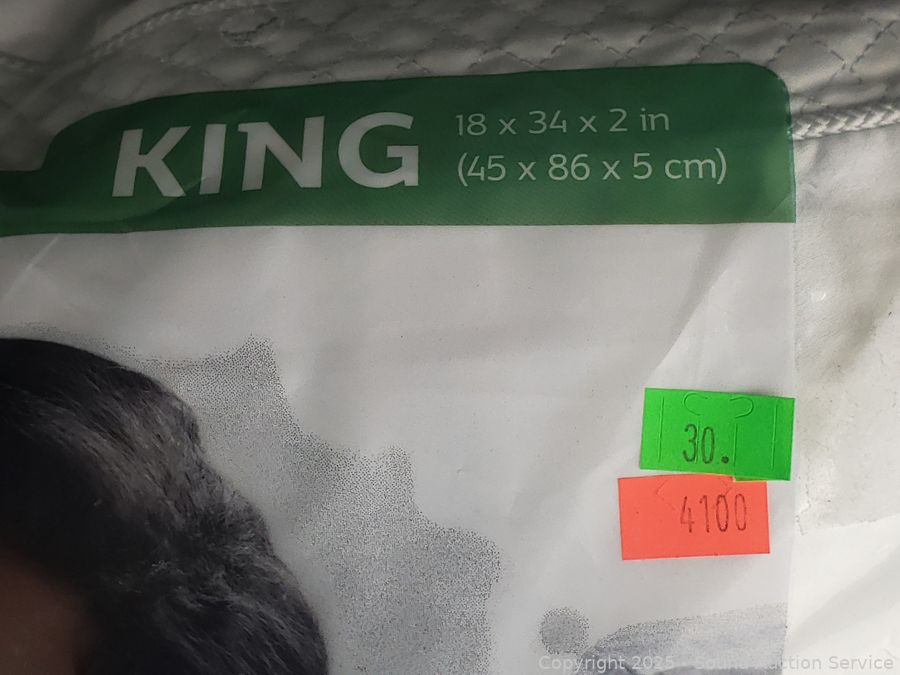 KING
18 x 34 x 2 in
(45 x 86 x 5 cm)
30.
4100
Copyright 2025 - Sound Auction Service